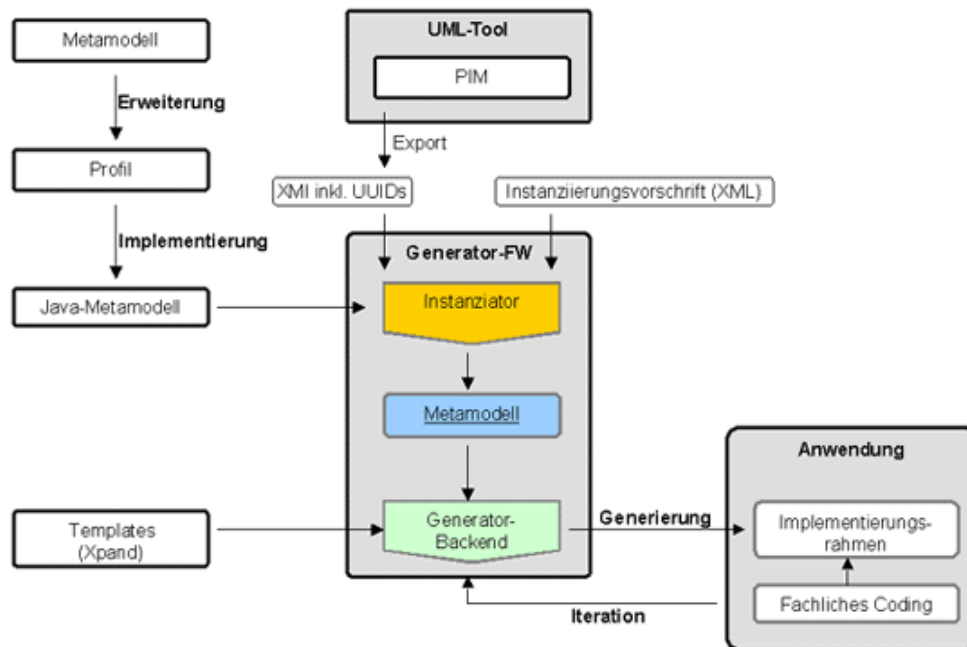 Metamodell
UML-Tool
PIM
Erweiterung
Export
Profil
XMI inkl. UUIDs
Instanziierungsvorschrift (XML)
Implementierung
Generator-FW
Java-Metamodell
Instanziator
Metamodell
Anwendung
Templates
(Xpand)
Generator-
Backend
Generierung
Implementierungs-
rahmen
Iteration
Fachliches Coding